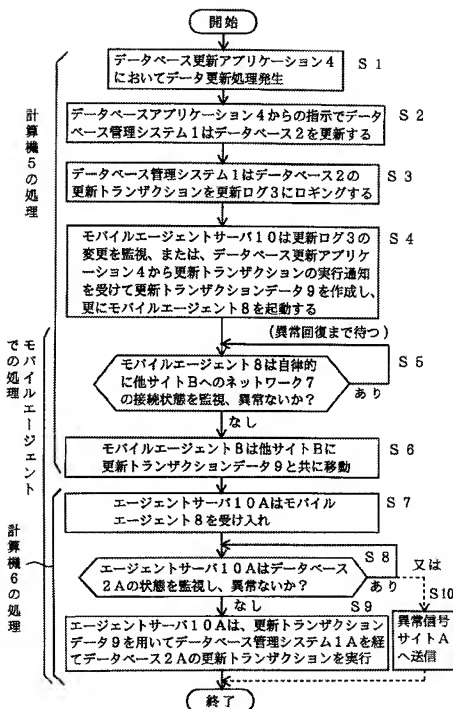 開始
データベース更新アプリケーション4
においてデータ更新処理発生
S1
データベースアプリケーション4からの指示でデータ
ベース管理システム1はデータベース2を更新する
S2
データベース管理システム1はデータベース2の
更新トランザクションを更新ログ3にロギングする
S3
モバイルエージェントサーバ10は更新ログ3の
変更を監視、または、データベース更新アプリ
ケーション4から更新トランザクションの実行通知
を受けて更新トランザクションデータ9を作成し、
更にモバイルエージェント8を起動する
S4
(異常回復まで待つ)
モバイルエージェント8は自律的
に他サイトBへのネットワーク7
の接続状態を監視、異常ないか?
S5
あり
なし
モバイル8は他サイトBに
更新トランザクションデータ9と共に移動
S6
エージェントサーバ10Aはモバイル
エージェント8を受け入れ
S7
エージェントサーバ10Aはデータベース
2Aの状態を監視し、異常ないか?
S8
あり
又は
なし
S9
S10
エージェントサーバ10Aは、更新トランザクション
データ9を用いてデータベース管理システム1Aを経
てデータベース2Aの更新トランザクションを実行
異常信号
サイトA
へ送信
終了
計算機5の処理
モバイルエージェント
での処理
計算機6の処理